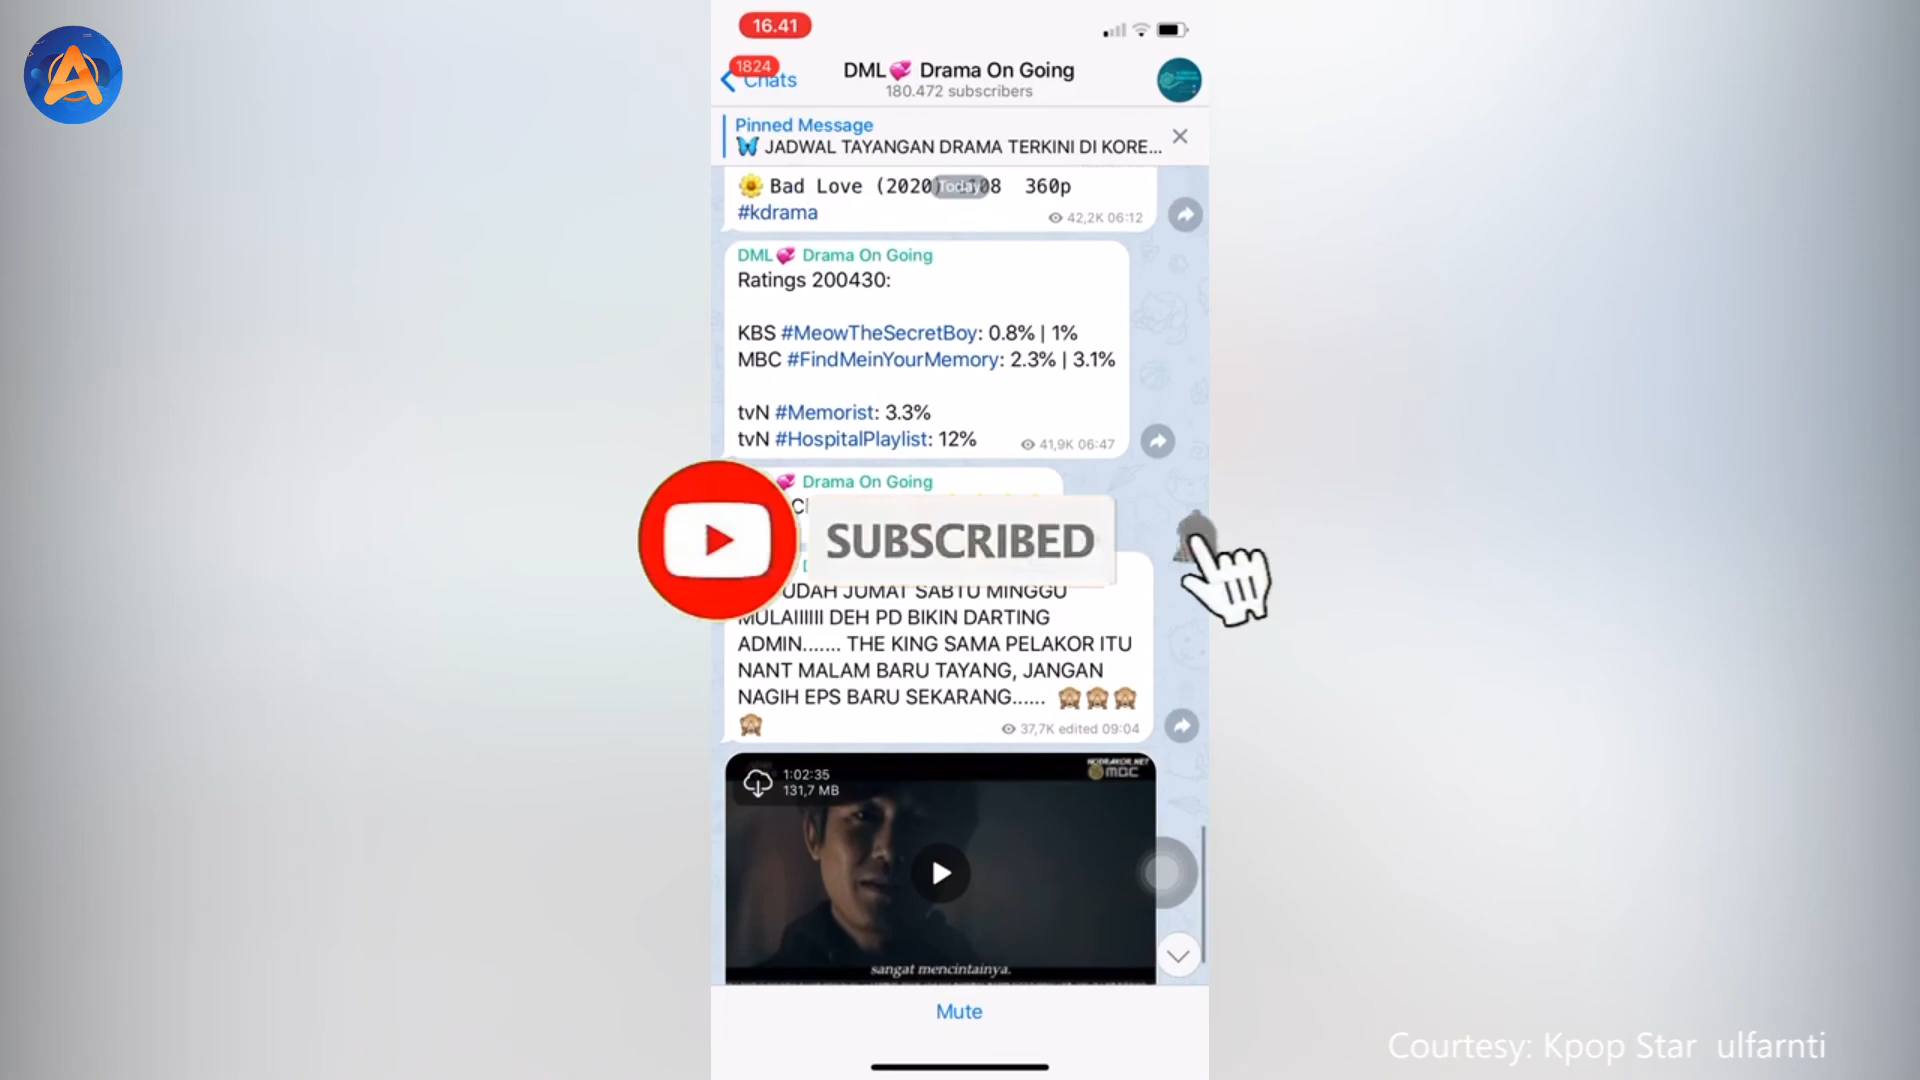 16.41
1824
Chats
DML💞 Drama On Going
180.472 subscribers
Pinned Message
🦋 JADWAL TAYANGAN DRAMA TERKINI DI KORE...
🌼 Bad Love (2020) 108 360p
Today
#kdrama
42,2K 06:12
DML💞 Drama On Going
Ratings 200430:
KBS #MeowTheSecretBoy: 0.8% | 1%
MBC #FindMeinYourMemory: 2.3% | 3.1%
tvN #Memorist: 3.3%
tvN #HospitalPlaylist: 12%
41,9K 06:47
💞 Drama On Going
SUBSCRIBED
UDAH JUMAT SABTU MINGGU
MULAIIIIII DEH PD BIKIN DARTING
ADMIN....... THE KING SAMA PELAKOR ITU
NANT MALAM BARU TAYANG, JANGAN
NAGIH EPS BARU SEKARANG...... 🙈🙈🙈
🙈
37,7K edited 09:04
1:02:35
131,7 MB
NODRAKOR.NET
MBC
sangat mencintainya.
Mute
Courtesy: Kpop Star ulfarnti